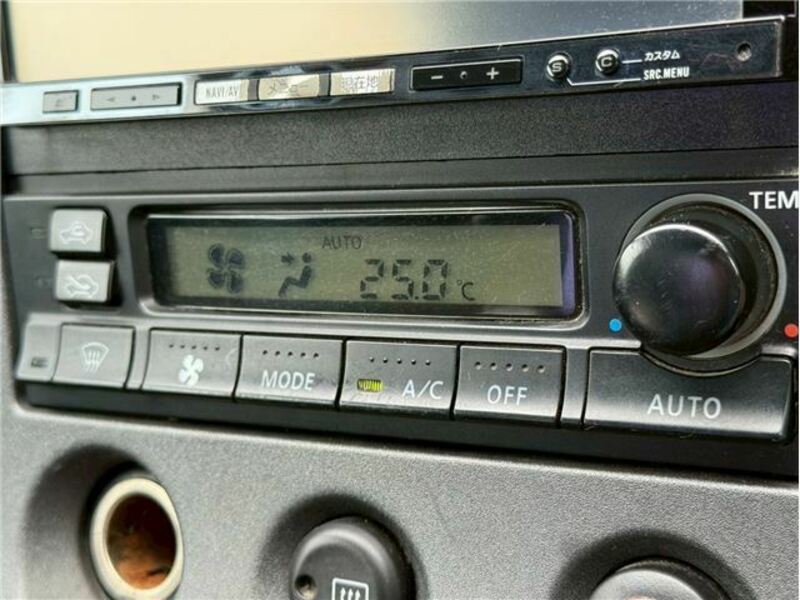 カスタム
S C
SRC.MENU
NAVI/AV メニュー 現在地 − +
TEM
AUTO
25.0℃
MODE A/C OFF AUTO